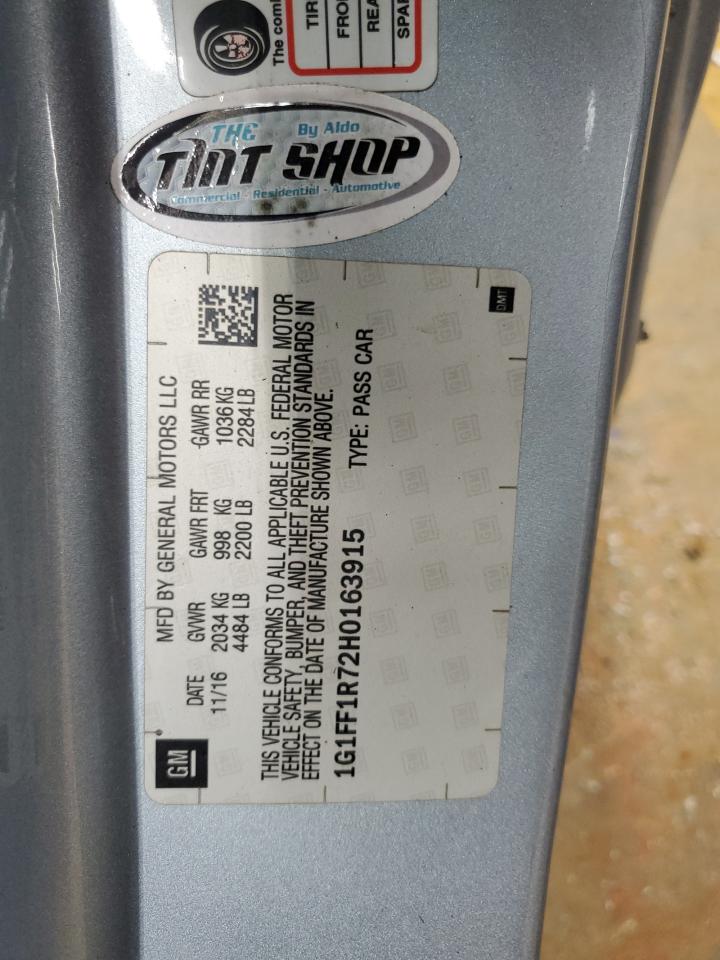 The
TIR
FRO
REA
SPAR
THE By Aldo
TINT SHOP
Commercial - Residential - Automotive
GM
MFD BY GENERAL MOTORS LLC
DATE GVWR GAWR FRT GAWR RR
11/16 2034 KG 998 KG 1036 KG
4484 LB 2200 LB 2284 LB
THIS VEHICLE CONFORMS TO ALL APPLICABLE U.S. FEDERAL MOTOR
VEHICLE SAFETY, BUMPER, AND THEFT PREVENTION STANDARDS IN
EFFECT ON THE DATE OF MANUFACTURE SHOWN ABOVE.
1G1FF1R72H0163915 TYPE: PASS CAR
DMT